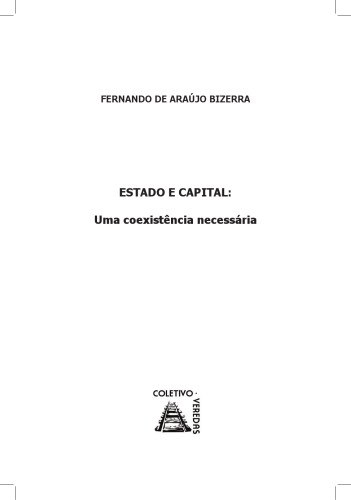 FERNANDO DE ARAÚJO BIZERRA
ESTADO E CAPITAL:
Uma coexistência necessária
COLETIVO
VEREDAS